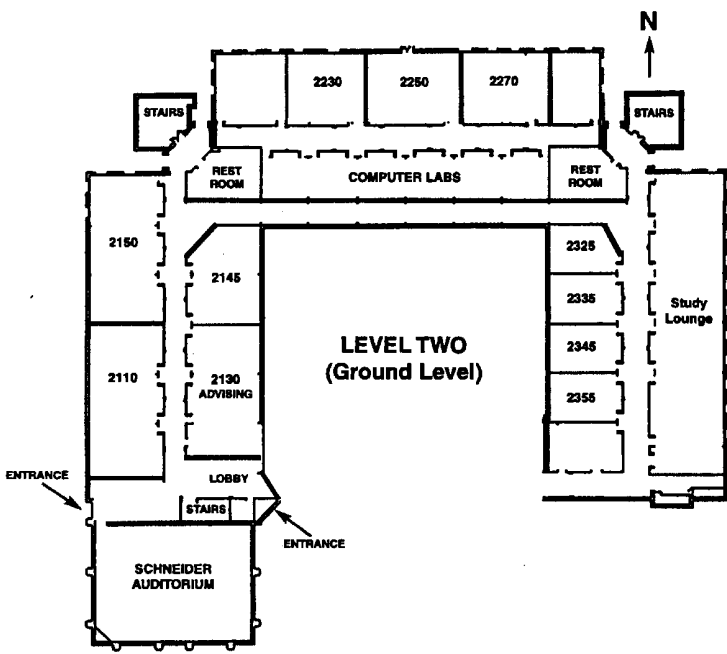 N
2230
2250
2270
STAIRS
STAIRS
REST
ROOM
COMPUTER LABS
REST
ROOM
2150
2145
2325
2335
2345
2355
Study
Lounge
LEVEL TWO
(Ground Level)
2110
2130
ADVISING
LOBBY
ENTRANCE
STAIRS
ENTRANCE
SCHNEIDER
AUDITORIUM